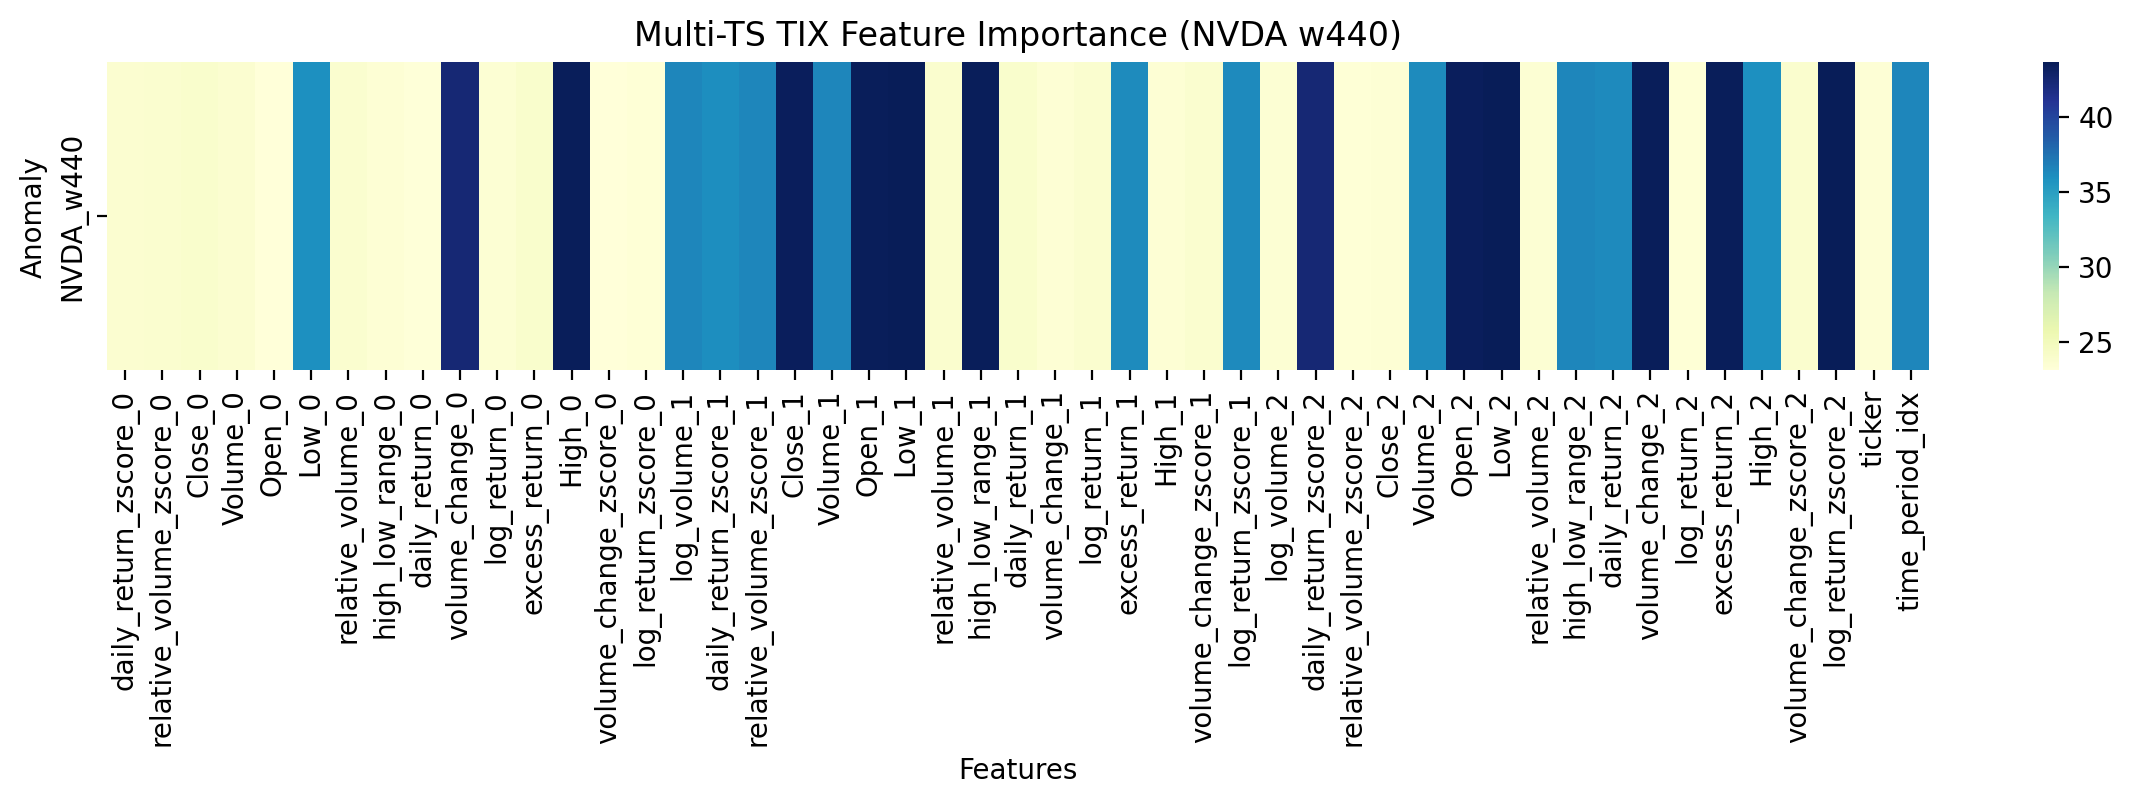 Multi-TS TIX Feature Importance (NVDA w440)
Anomaly
NVDA_w440
40
35
30
25
daily_return_zscore_0
relative_volume_zscore_0
Close_0
Volume_0
Open_0
Low_0
relative_volume_0
high_low_range_0
daily_return_0
volume_change_0
log_return_0
excess_return_0
High_0
volume_change_zscore_0
log_return_zscore_0
log_volume_1
daily_return_zscore_1
relative_volume_zscore_1
Close_1
Volume_1
Open_1
Low_1
relative_volume_1
high_low_range_1
daily_return_1
volume_change_1
log_return_1
excess_return_1
High_1
volume_change_zscore_1
log_return_zscore_1
log_volume_2
daily_return_zscore_2
relative_volume_zscore_2
Close_2
Volume_2
Open_2
Low_2
relative_volume_2
high_low_range_2
daily_return_2
volume_change_2
log_return_2
excess_return_2
High_2
volume_change_zscore_2
log_return_zscore_2
ticker
time_period_idx
Features